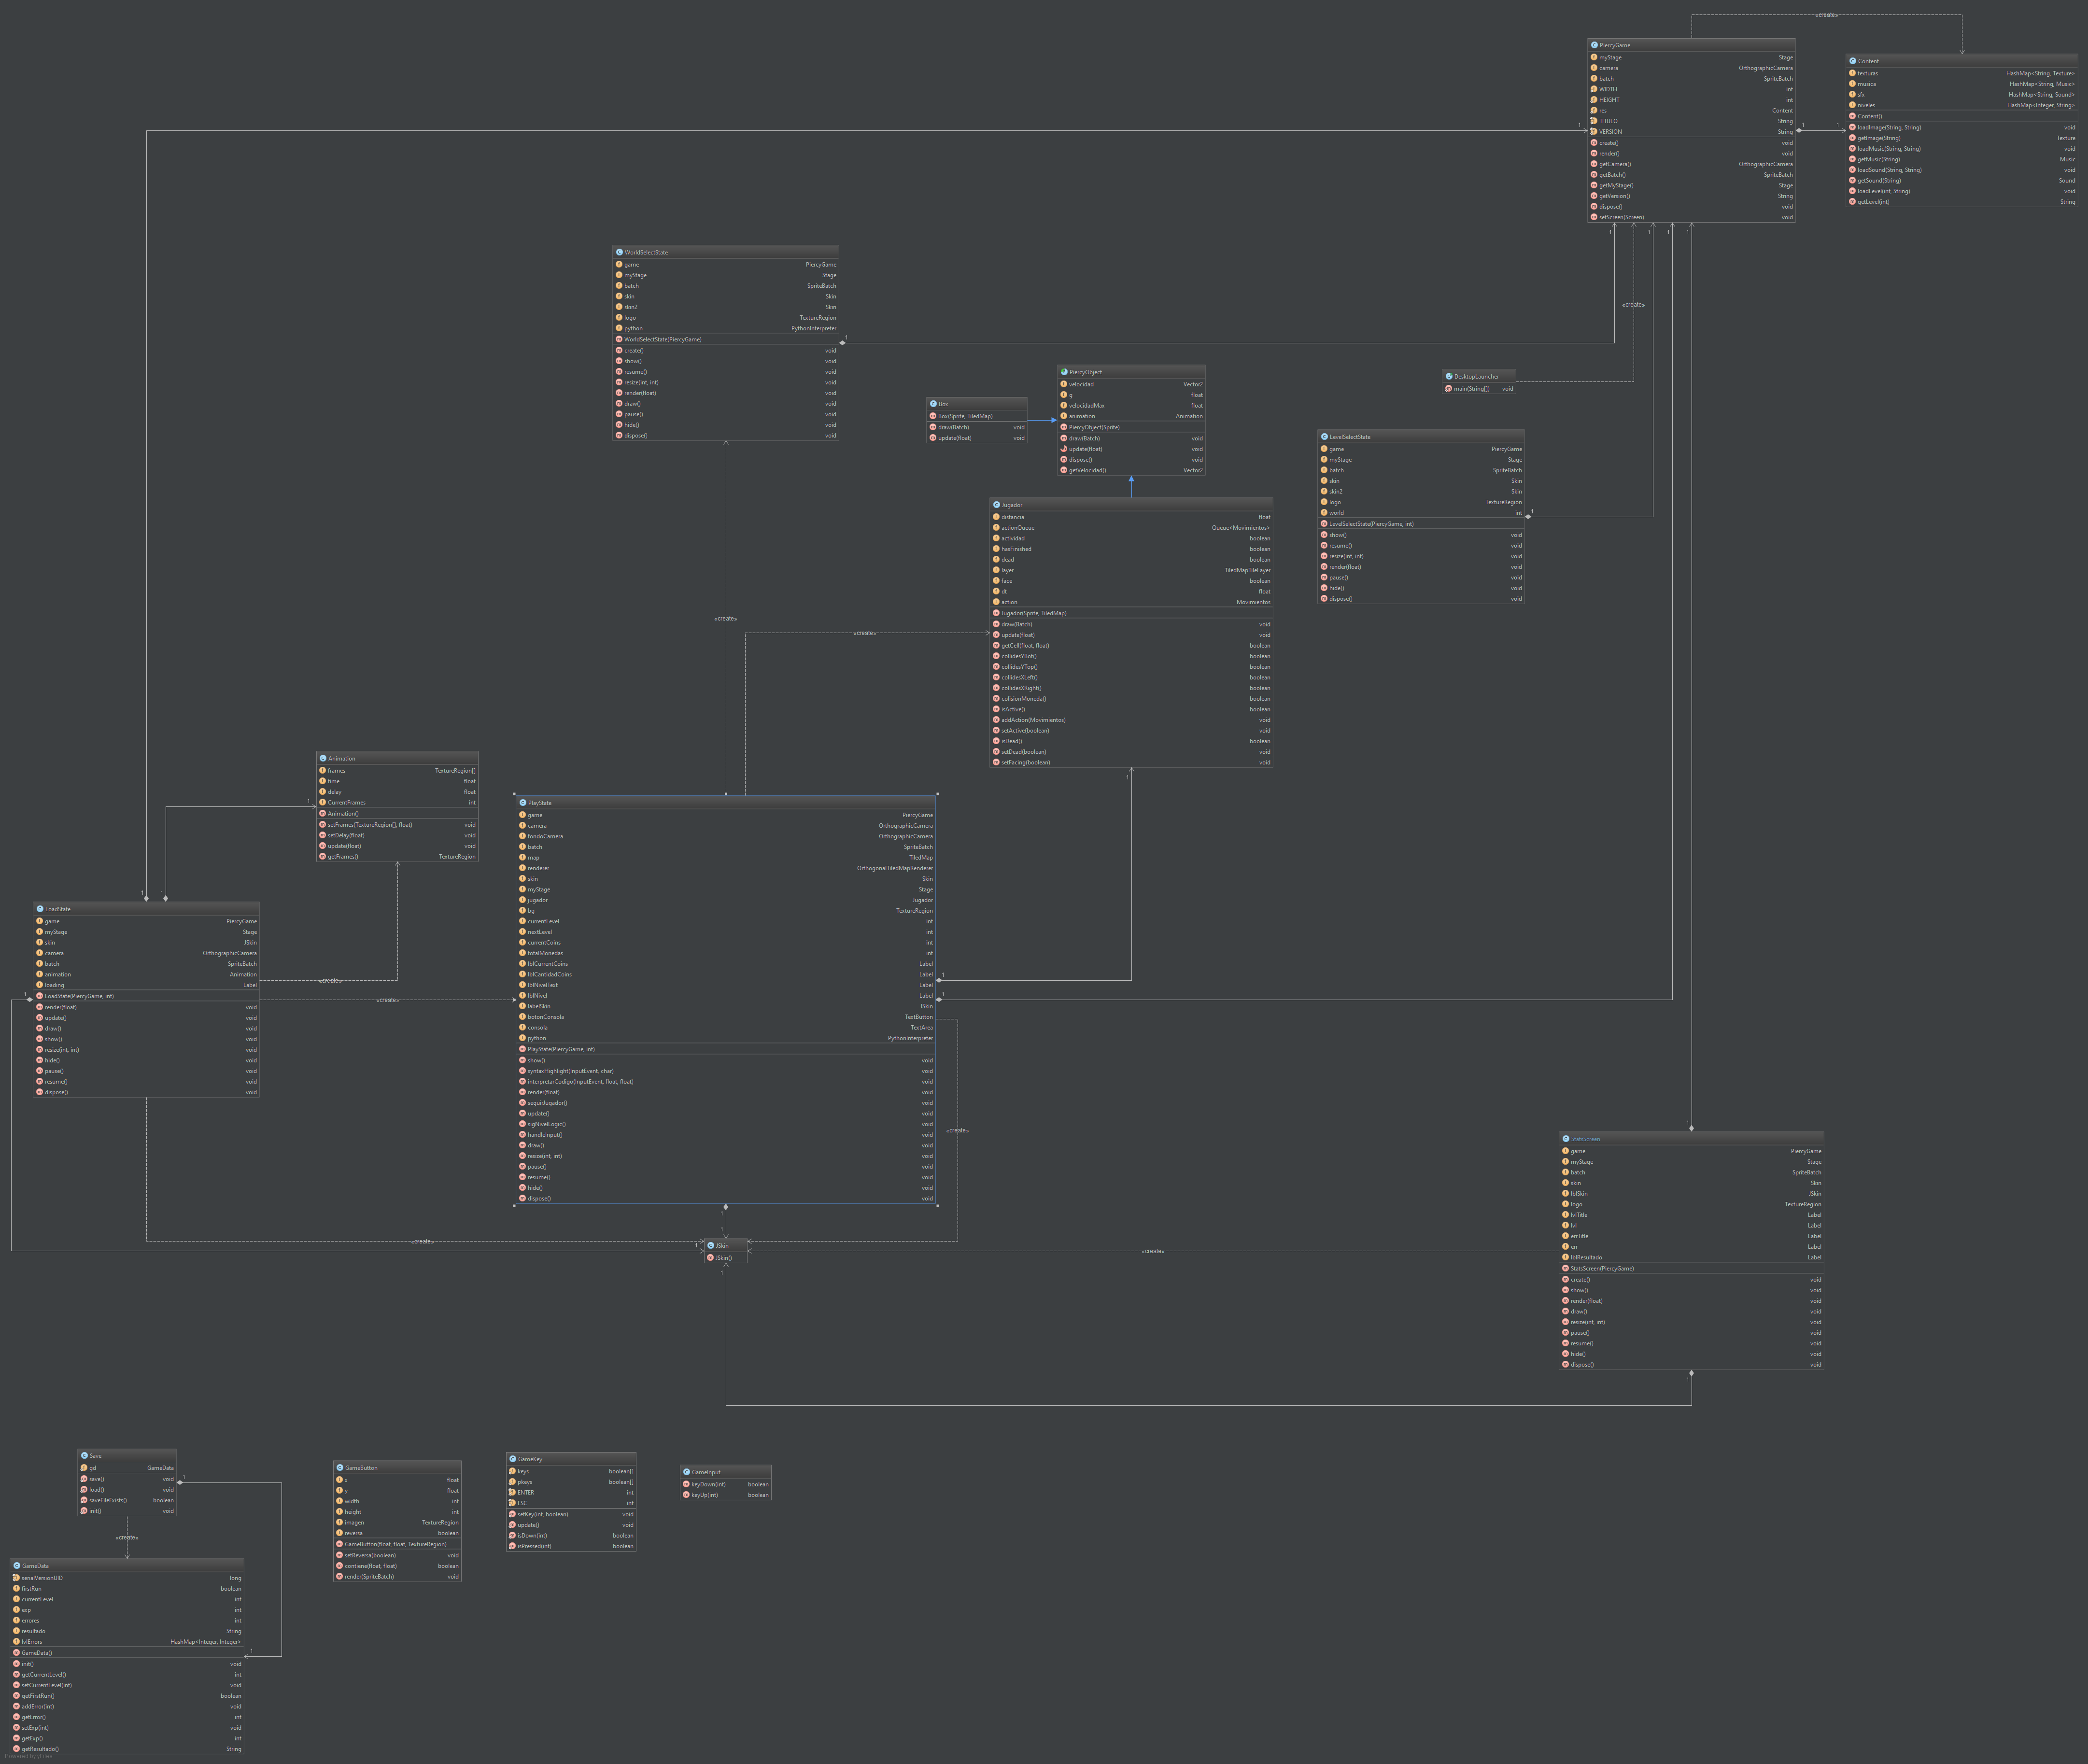 «create»
PiercyGame
myStage Stage
camera OrthographicCamera
batch SpriteBatch
WIDTH int
HEIGHT int
res Content
TITULO String
VERSION String
create() void
render() void
getCamera() OrthographicCamera
getBatch() SpriteBatch
getMyStage() Stage
getVersion() String
dispose() void
setScreen(Screen) void
Content
texturas HashMap<String, Texture>
musica HashMap<String, Music>
sfx HashMap<String, Sound>
niveles HashMap<Integer, String>
Content()
loadImage(String, String) void
getImage(String) Texture
loadMusic(String, String) void
getMusic(String) Music
loadSound(String, String) void
getSound(String) Sound
loadLevel(int, String) void
getLevel(int) String
1
1
1
1
1
1
1
«create»
WorldSelectState
game PiercyGame
myStage Stage
batch SpriteBatch
skin Skin
skin2 Skin
logo TextureRegion
python PythonInterpreter
WorldSelectState(PiercyGame)
create() void
show() void
resume() void
resize(int, int) void
render(float) void
draw() void
pause() void
hide() void
dispose() void
1
PiercyObject
velocidad Vector2
g float
velocidadMax float
animation Animation
PiercyObject(Sprite)
draw(Batch) void
update(float) void
dispose() void
getVelocidad() Vector2
Box
Box(Sprite, TiledMap)
draw(Batch) void
update(float) void
DesktopLauncher
main(String[]) void
LevelSelectState
game PiercyGame
myStage Stage
batch SpriteBatch
skin Skin
skin2 Skin
logo TextureRegion
world int
LevelSelectState(PiercyGame, int)
show() void
resume() void
resize(int, int) void
render(float) void
pause() void
hide() void
dispose() void
1
Jugador
distancia float
actionQueue Queue<Movimientos>
actividad boolean
hasFinished boolean
dead boolean
layer TiledMapTileLayer
face boolean
dt float
action Movimientos
Jugador(Sprite, TiledMap)
draw(Batch) void
update(float) void
getCell(float, float) boolean
collidesYBot() boolean
collidesYTop() boolean
collidesXLeft() boolean
collidesXRight() boolean
colisionMoneda() boolean
isActive() boolean
addAction(Movimientos) void
setActive(boolean) void
isDead() boolean
setDead(boolean) void
setFacing(boolean) void
«create»
«create»
1
Animation
frames TextureRegion[]
time float
delay float
CurrentFrames int
Animation()
setFrames(TextureRegion[], float) void
setDelay(float) void
update(float) void
getFrames() TextureRegion
1
1
1
LoadState
game PiercyGame
myStage Stage
skin JSkin
camera OrthographicCamera
batch SpriteBatch
animation Animation
loading Label
LoadState(PiercyGame, int)
render(float) void
update() void
draw() void
show() void
resize(int, int) void
hide() void
pause() void
resume() void
dispose() void
1
«create»
«create»
PlayState
game PiercyGame
camera OrthographicCamera
fondoCamera OrthographicCamera
batch SpriteBatch
map TiledMap
renderer OrthogonalTiledMapRenderer
skin Skin
myStage Stage
jugador Jugador
bg TextureRegion
currentLevel int
nextLevel int
currentCoins int
totalMonedas int
lblCurrentCoins Label
lblCantidadCoins Label
lblNivelText Label
lblNivel Label
labelSkin JSkin
botonConsola TextButton
consola TextArea
python PythonInterpreter
PlayState(PiercyGame, int)
show() void
syntaxHighlight(InputEvent, char) void
interpretarCodigo(InputEvent, float, float) void
render(float) void
seguirJugador() void
update() void
sigNivelLogic() void
handleInput() void
draw() void
resize(int, int) void
pause() void
resume() void
hide() void
dispose() void
1
1
«create»
1
1
JSkin
JSkin()
«create»
1
«create»
1
StatsScreen
game PiercyGame
myStage Stage
batch SpriteBatch
skin Skin
lblSkin JSkin
logo TextureRegion
lvlTitle Label
lvl Label
errTitle Label
err Label
lblResultado Label
StatsScreen(PiercyGame)
create() void
show() void
render(float) void
draw() void
resize(int, int) void
pause() void
resume() void
hide() void
dispose() void
1
1
Save
gd GameData
save() void
load() void
saveFileExists() boolean
init() void
1
«create»
GameData
serialVersionUID long
firstRun boolean
currentLevel int
exp int
errores int
resultado String
lvlErrors HashMap<Integer, Integer>
GameData()
init() void
getCurrentLevel() int
setCurrentLevel(int) void
getFirstRun() boolean
addError(int) void
getError() int
setExp(int) void
getExp() int
getResultado() String
1
GameButton
x float
y float
width int
height int
imagen TextureRegion
reversa boolean
GameButton(float, float, TextureRegion)
setReversa(boolean) void
contiene(float, float) boolean
render(SpriteBatch) void
GameKey
keys boolean[]
pkeys boolean[]
ENTER int
ESC int
setKey(int, boolean) void
update() void
isDown(int) boolean
isPressed(int) boolean
GameInput
keyDown(int) boolean
keyUp(int) boolean
Powered by yFiles